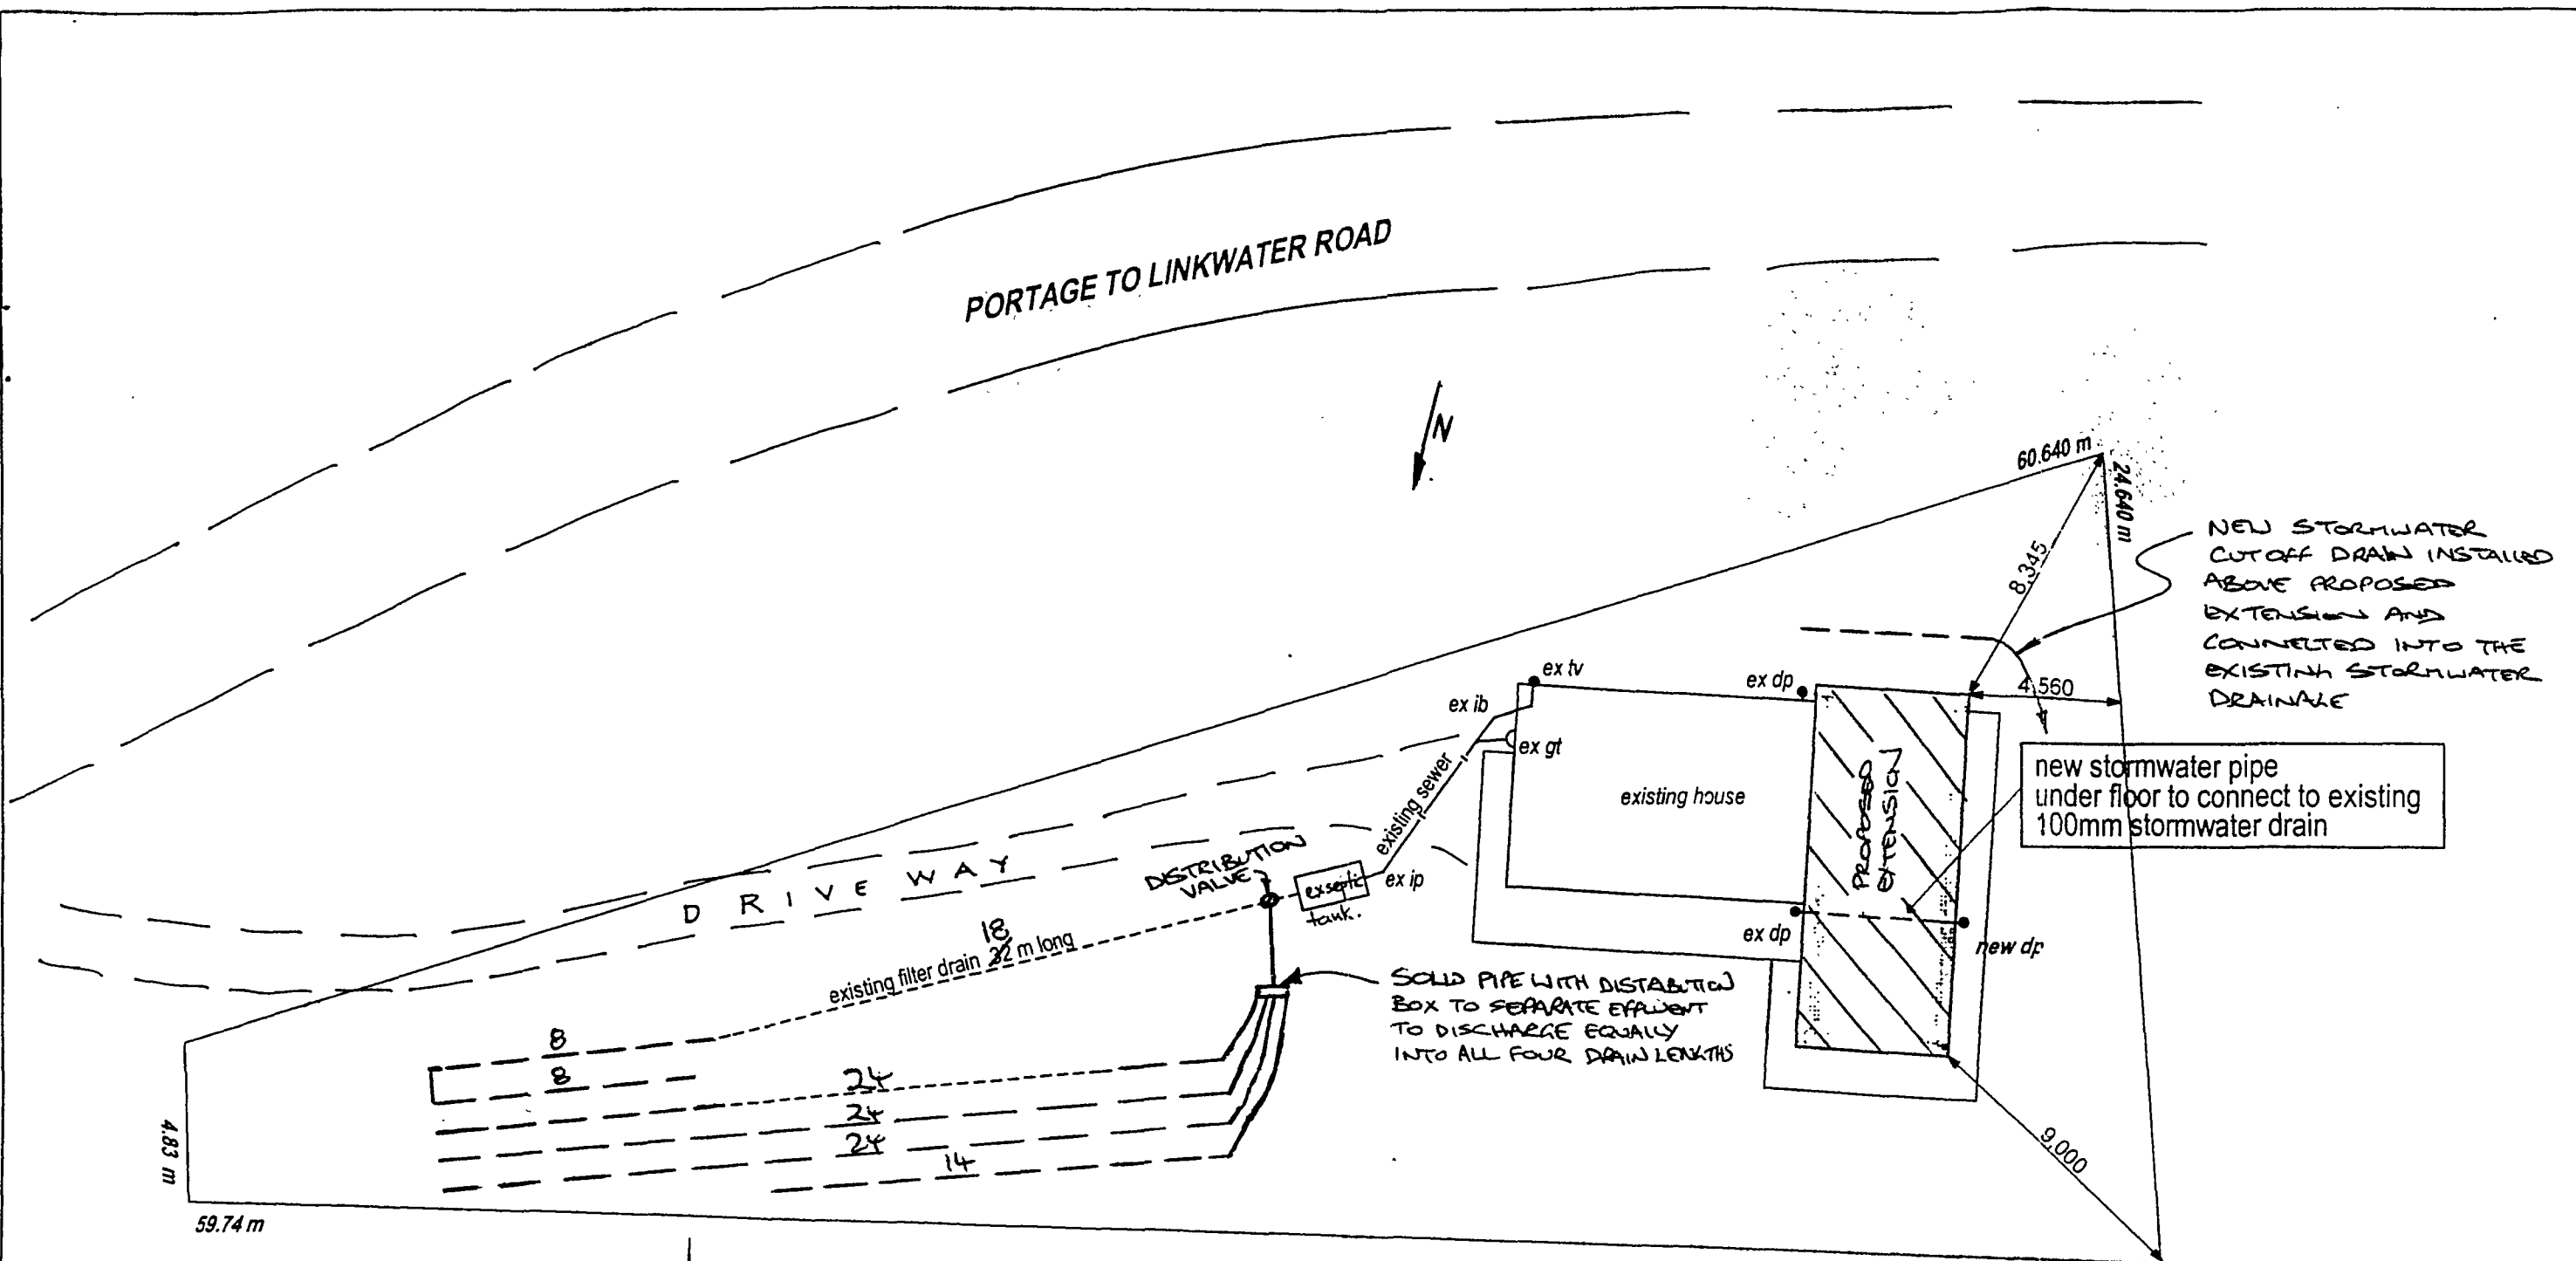 PORTAGE TO LINKWATER ROAD
N
60.640 m
24.640 m
8,345
NEW STORMWATER
CUTOFF DRAIN INSTALLED
ABOVE PROPOSED
EXTENSION AND
CONNELTED INTO THE
EXISTING STORMWATER
DRAINAGE
4,560
ex tv
ex dp
ex ib
ex gt
existing sewer
existing house
PROPOSED
EXTENSION
new stormwater pipe
under floor to connect to existing
100mm stormwater drain
DISTRIBUTION
VALVE
ex septic
tank.
ex ip
DRIVEWAY
18
existing filter drain 32 m long
ex dp
new dp
SOLID PIPE WITH DISTABUTION
BOX TO SEPARATE EFFLUENT
TO DISCHARGE EQUALLY
INTO ALL FOUR DRAIN LENGTHS
8
8
24
24
24
14
4.83 m
59.74 m
9,000